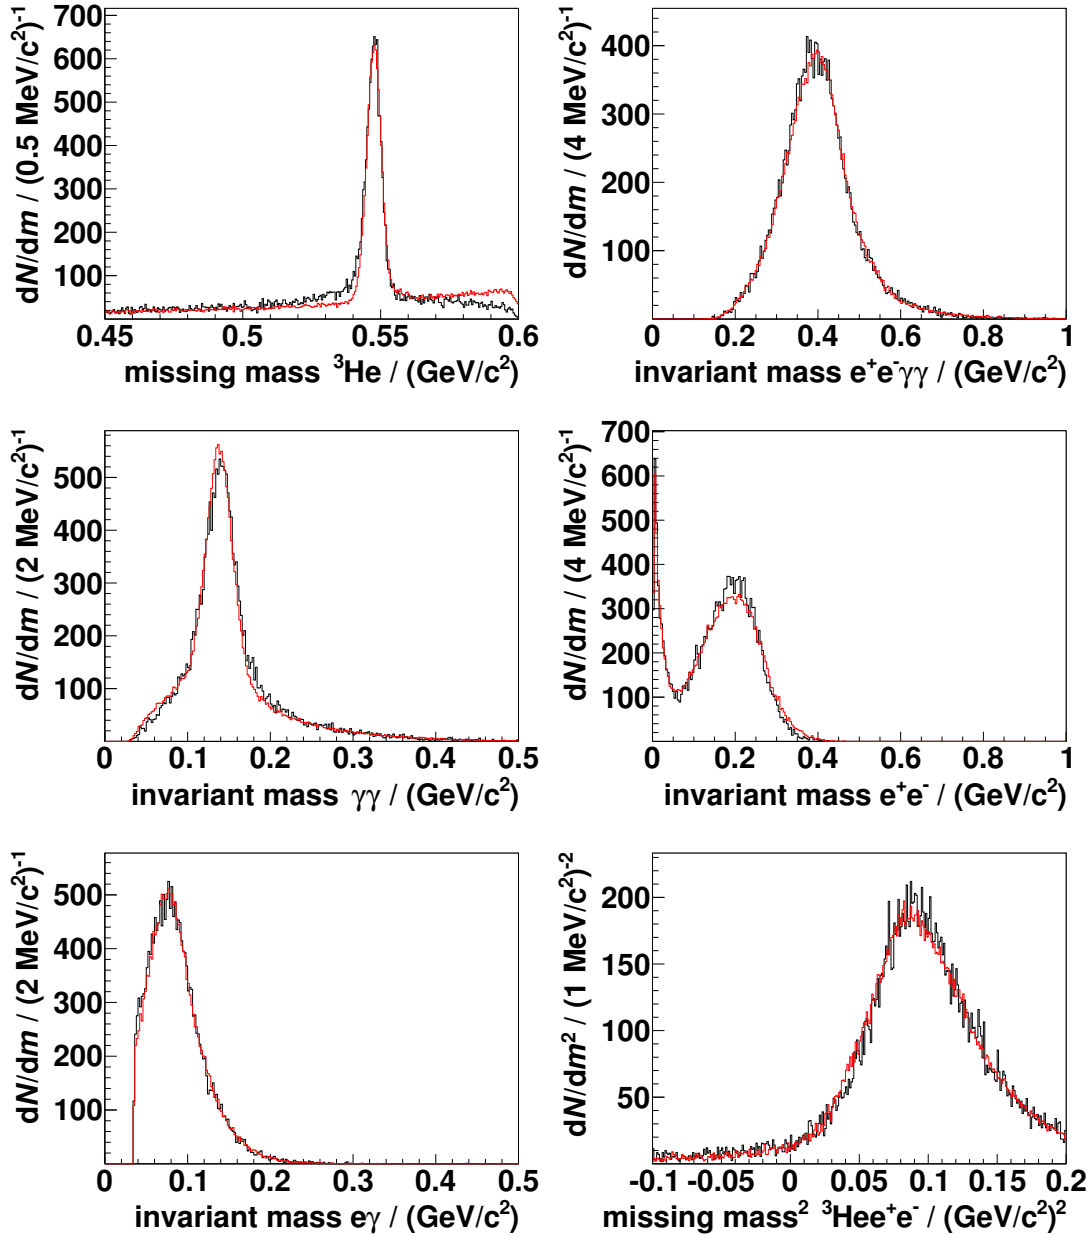 dN/dm / (0.5 MeV/c²)⁻¹
700
600
500
400
300
200
100
0.45 0.5 0.55 0.6
missing mass ³He / (GeV/c²)
dN/dm / (4 MeV/c²)⁻¹
400
300
200
100
0 0.2 0.4 0.6 0.8 1
invariant mass e⁺e⁻γγ / (GeV/c²)
dN/dm / (2 MeV/c²)⁻¹
500
400
300
200
100
0 0.1 0.2 0.3 0.4 0.5
invariant mass γγ / (GeV/c²)
dN/dm / (4 MeV/c²)⁻¹
700
600
500
400
300
200
100
0 0.2 0.4 0.6 0.8 1
invariant mass e⁺e⁻ / (GeV/c²)
dN/dm / (2 MeV/c²)⁻¹
500
400
300
200
100
0 0.1 0.2 0.3 0.4 0.5
invariant mass eγ / (GeV/c²)
dN/dm² / (1 MeV/c²)⁻²
200
150
100
50
-0.1 -0.05 0 0.05 0.1 0.15 0.2
missing mass² ³Hee⁺e⁻ / (GeV/c²)²